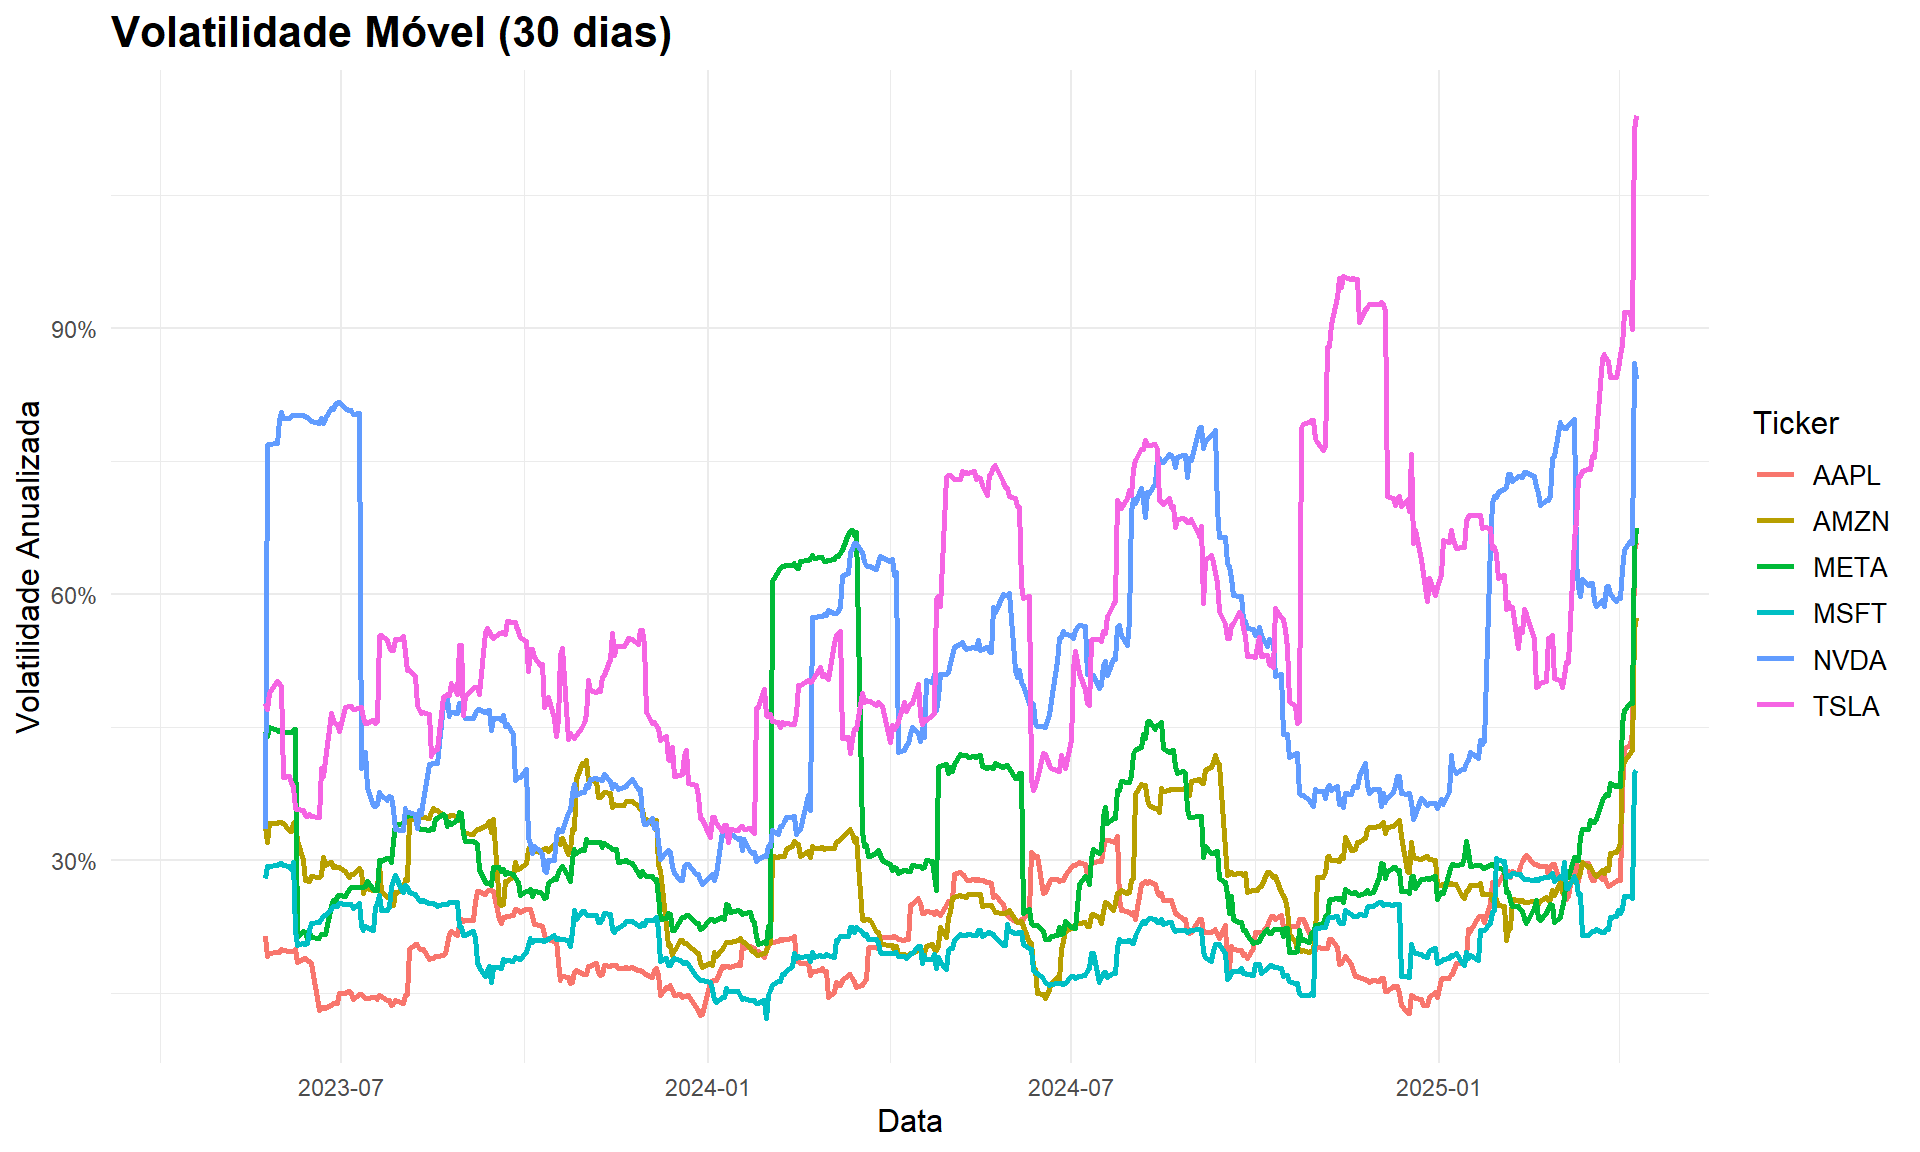 Volatilidade Móvel (30 dias)
Volatilidade Anualizada
90%
60%
30%
2023-07
2024-01
2024-07
2025-01
Data
Ticker
AAPL
AMZN
META
MSFT
NVDA
TSLA